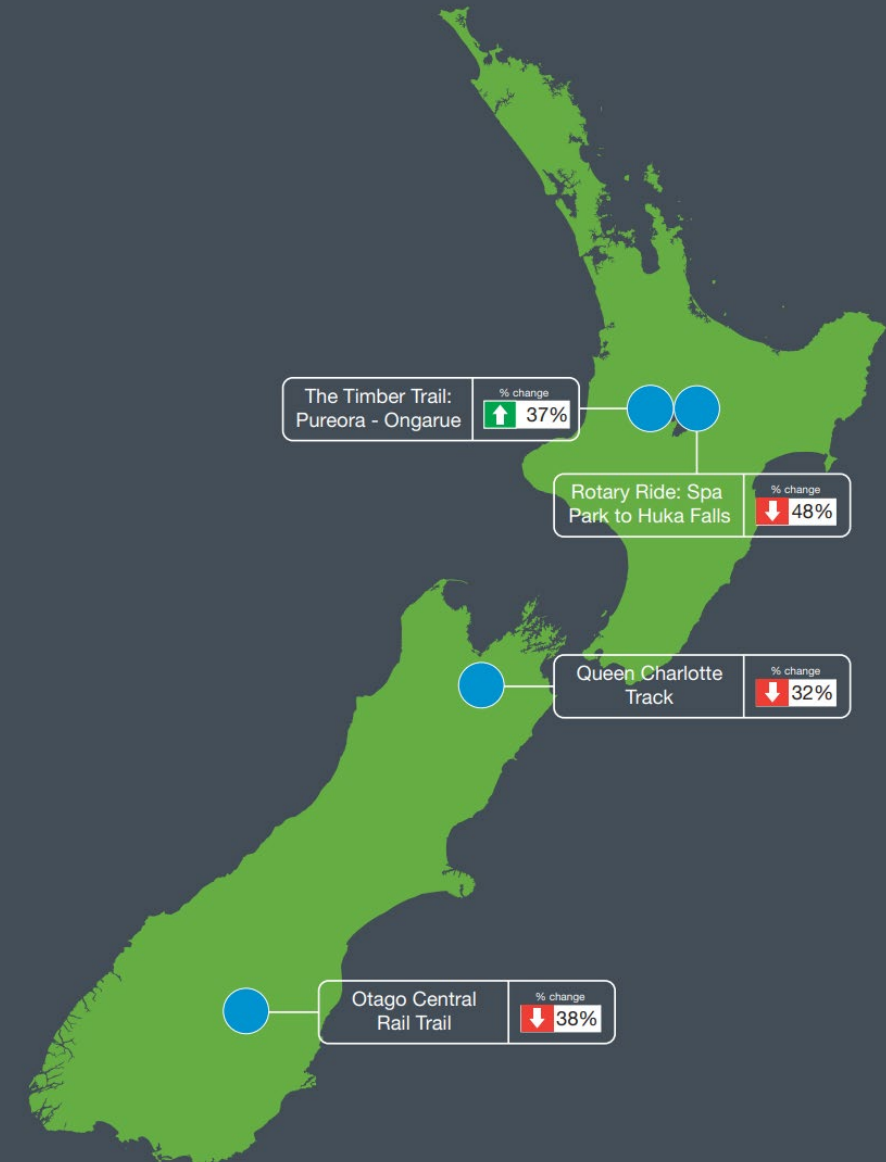 The Timber Trail:
Pureora - Ongarue
% change
37%
Rotary Ride: Spa
Park to Huka Falls
% change
48%
Queen Charlotte
Track
% change
32%
Otago Central
Rail Trail
% change
38%